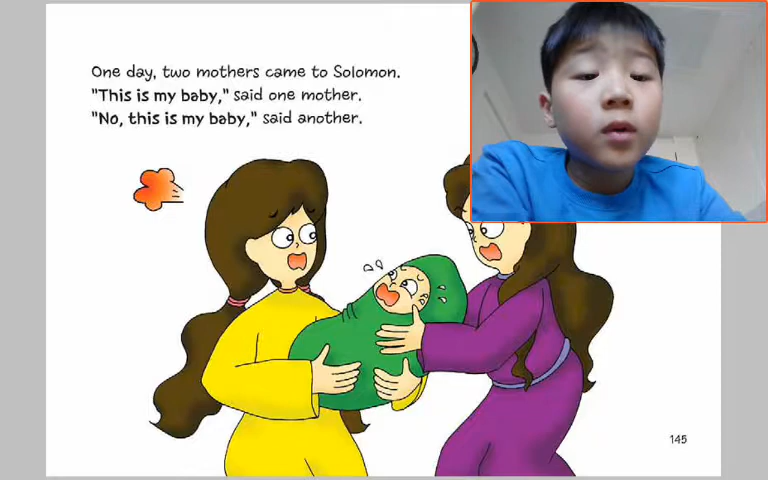 One day, two mothers came to Solomon.
"This is my baby," said one mother.
"No, this is my baby," said another.
145